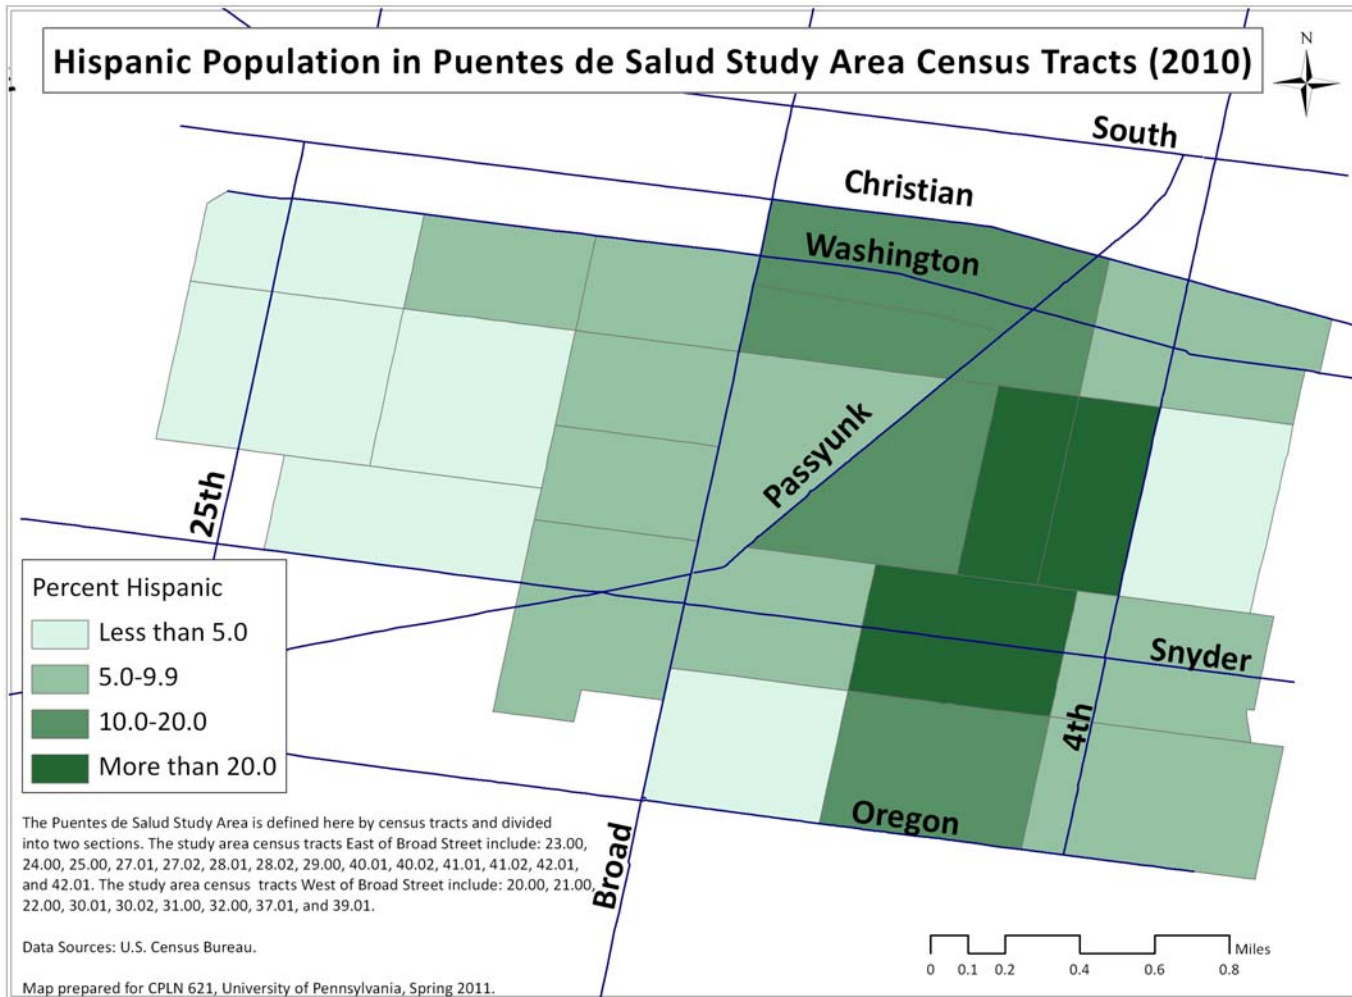 Hispanic Population in Puentes de Salud Study Area Census Tracts (2010)
N
South
Christian
Washington
Passyunk
25th
Snyder
4th
Oregon
Broad
Percent Hispanic
Less than 5.0
5.0-9.9
10.0-20.0
More than 20.0
The Puentes de Salud Study Area is defined here by census tracts and divided
into two sections. The study area census tracts East of Broad Street include: 23.00,
24.00, 25.00, 27.01, 27.02, 28.01, 28.02, 29.00, 40.01, 40.02, 41.01, 41.02, 42.01,
and 42.01. The study area census tracts West of Broad Street include: 20.00, 21.00,
22.00, 30.01, 30.02, 31.00, 32.00, 37.01, and 39.01.
Data Sources: U.S. Census Bureau.
Map prepared for CPLN 621, University of Pennsylvania, Spring 2011.
Miles
0 0.1 0.2 0.4 0.6 0.8